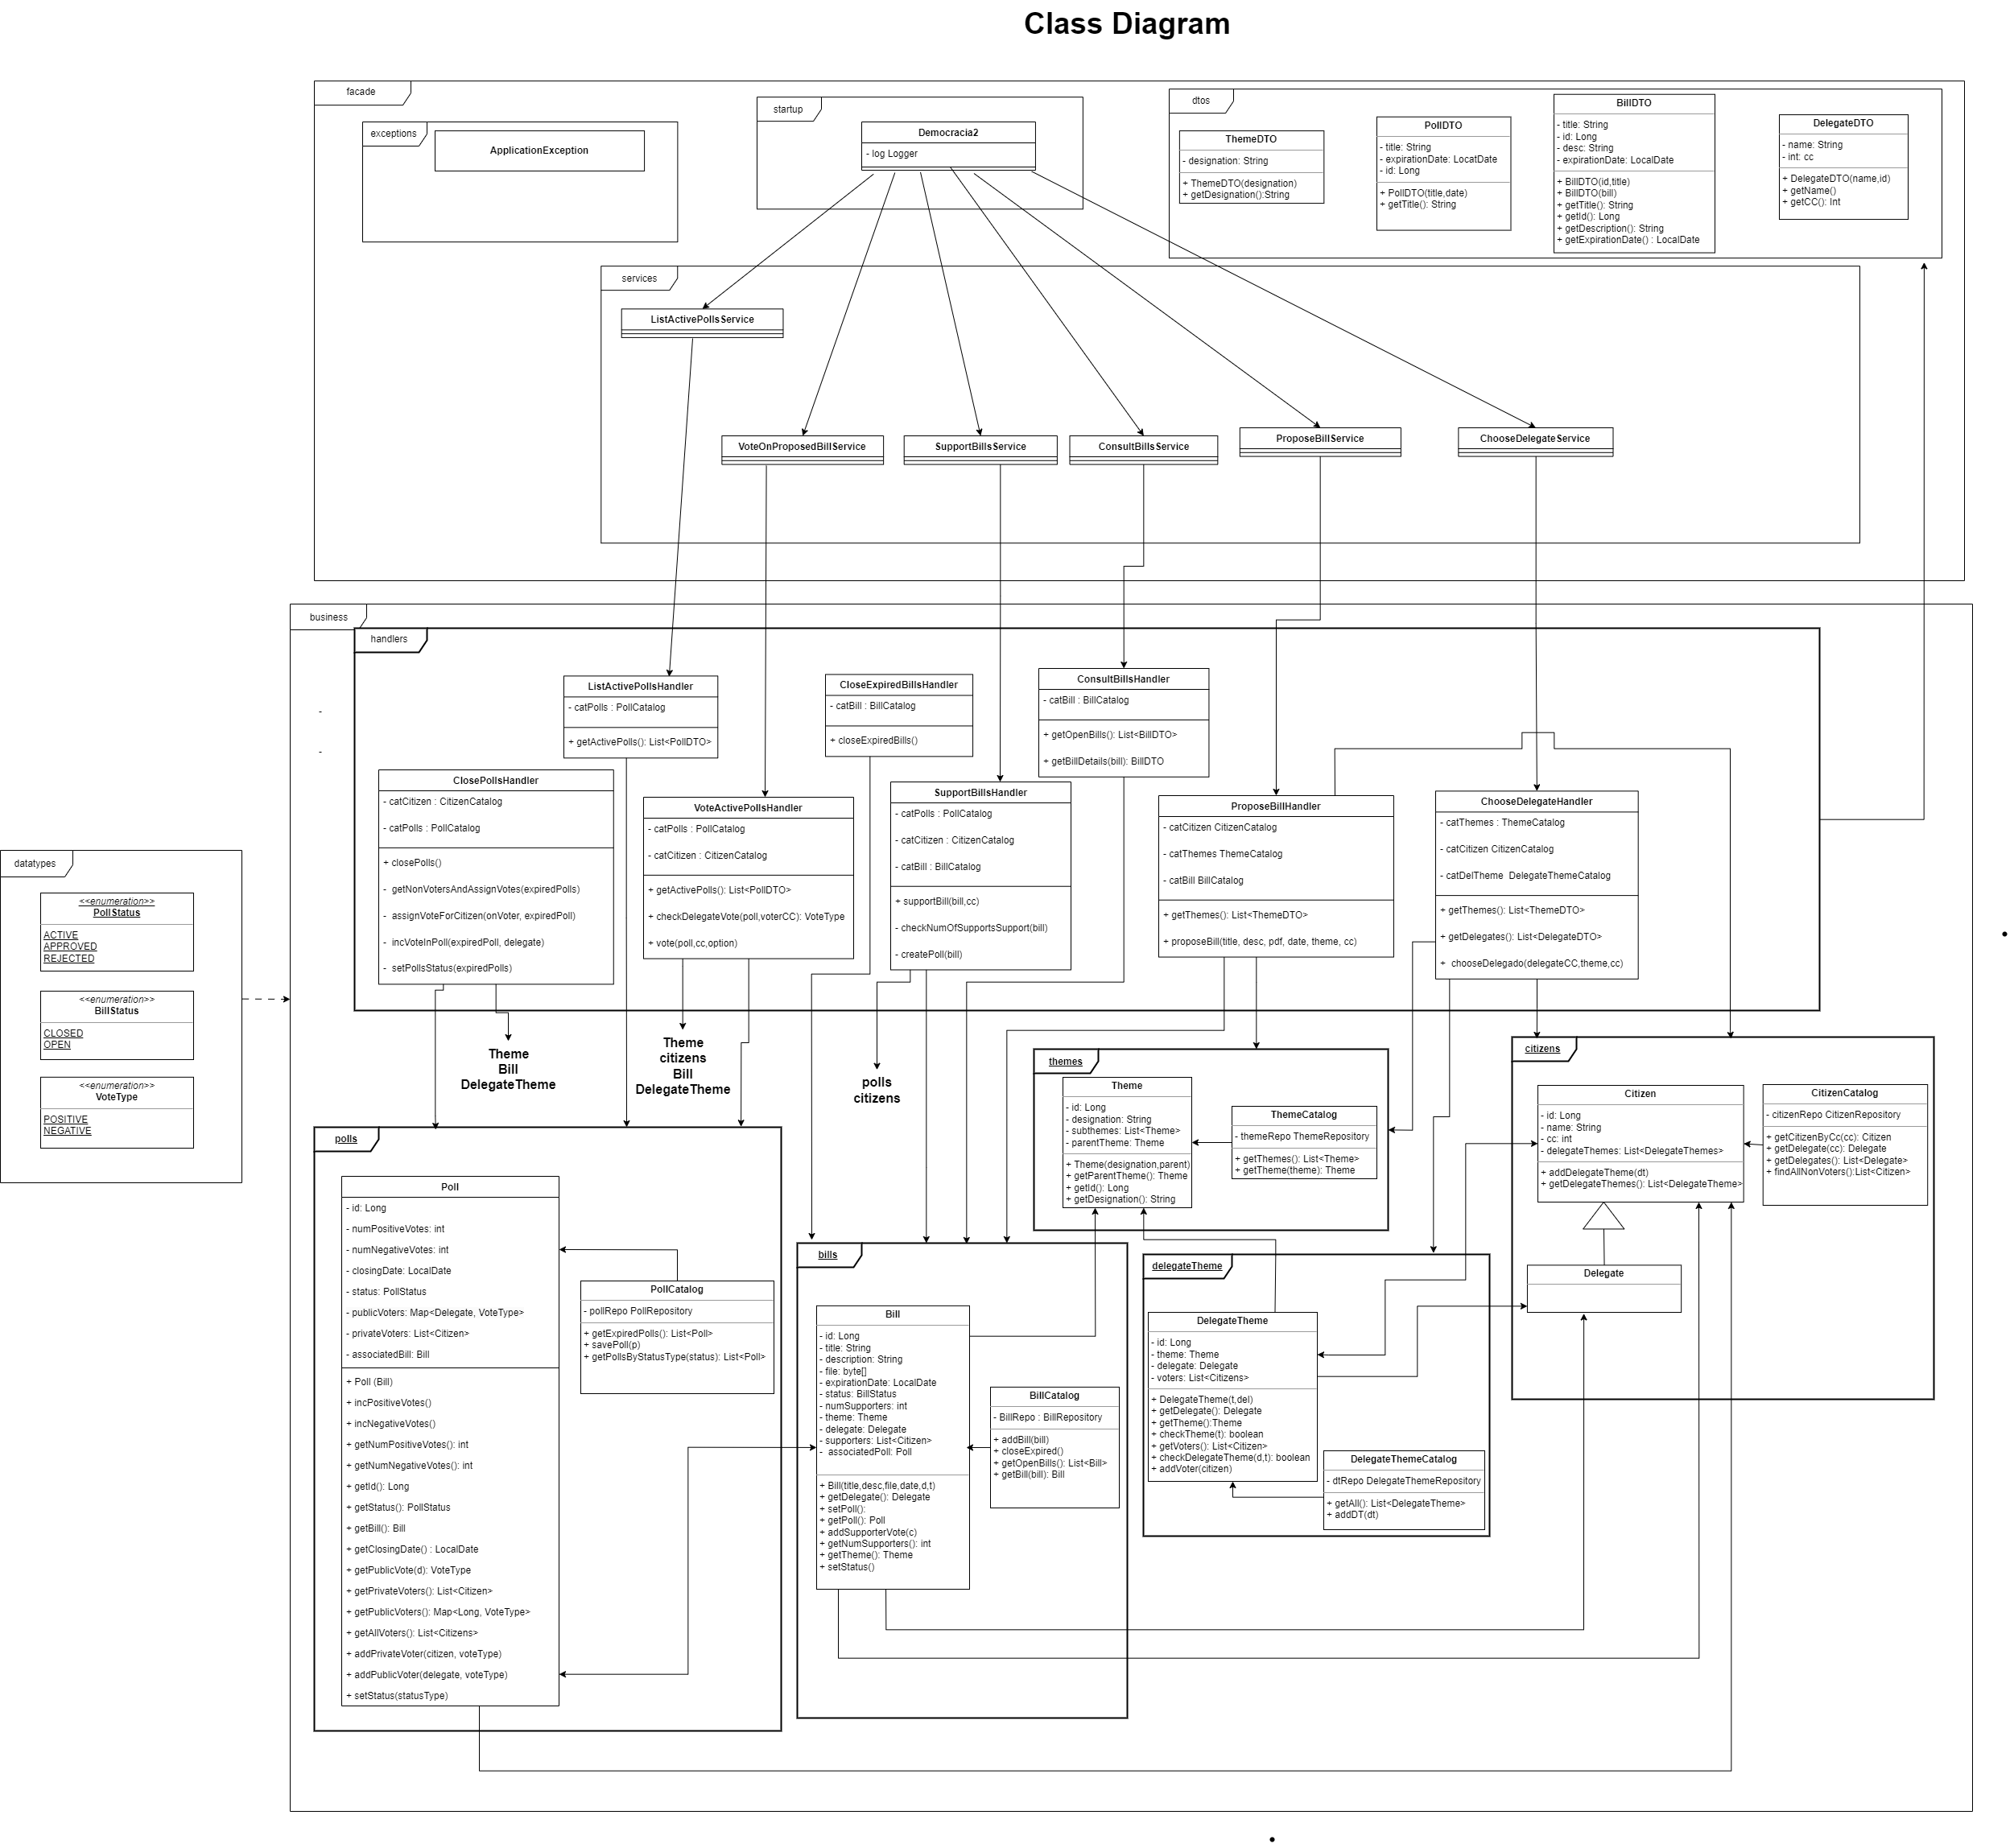 Class Diagram
facade
exceptions
ApplicationException
startup
Democracia2
- log Logger
dtos
ThemeDTO
- designation: String
+ ThemeDTO(designation)
+ getDesignation():String
PollDTO
- title: String
- expirationDate: LocatDate
- id: Long
+ PollDTO(title,date)
+ getTitle(): String
BillDTO
- title: String
- id: Long
- desc: String
- expirationDate: LocalDate
+ BillDTO(id,title)
+ BillDTO(bill)
+ getTitle(): String
+ getId(): Long
+ getDescription(): String
+ getExpirationDate() : LocalDate
DelegateDTO
- name: String
- int: cc
+ DelegateDTO(name,id)
+ getName()
+ getCC(): Int
services
ListActivePollsService
VoteOnProposedBillService
SupportBillsService
ConsultBillsService
ProposeBillService
ChooseDelegateService
business
handlers
ListActivePollsHandler
- catPolls : PollCatalog
+ getActivePolls(): List<PollDTO>
CloseExpiredBillsHandler
- catBill : BillCatalog
+ closeExpiredBills()
ConsultBillsHandler
- catBill : BillCatalog
+ getOpenBills(): List<BillDTO>
+ getBillDetails(bill): BillDTO
-
-
ClosePollsHandler
- catCitizen : CitizenCatalog
- catPolls : PollCatalog
+ closePolls()
- getNonVotersAndAssignVotes(expiredPolls)
- assignVoteForCitizen(onVoter, expiredPoll)
- incVoteInPoll(expiredPoll, delegate)
- setPollsStatus(expiredPolls)
VoteActivePollsHandler
- catPolls : PollCatalog
- catCitizen : CitizenCatalog
+ getActivePolls(): List<PollDTO>
+ checkDelegateVote(poll,voterCC): VoteType
+ vote(poll,cc,option)
SupportBillsHandler
- catPolls : PollCatalog
- catCitizen : CitizenCatalog
- catBill : BillCatalog
+ supportBill(bill,cc)
- checkNumOfSupportsSupport(bill)
- createPoll(bill)
ProposeBillHandler
- catCitizen CitizenCatalog
- catThemes ThemeCatalog
- catBill BillCatalog
+ getThemes(): List<ThemeDTO>
+ proposeBill(title, desc, pdf, date, theme, cc)
ChooseDelegateHandler
- catThemes : ThemeCatalog
- catCitizen CitizenCatalog
- catDelTheme DelegateThemeCatalog
+ getThemes(): List<ThemeDTO>
+ getDelegates(): List<DelegateDTO>
+ chooseDelegado(delegateCC,theme,cc)
datatypes
<<enumeration>>
PollStatus
ACTIVE
APPROVED
REJECTED
<<enumeration>>
BillStatus
CLOSED
OPEN
<<enumeration>>
VoteType
POSITIVE
NEGATIVE
Theme
Bill
DelegateTheme
Theme
citizens
Bill
DelegateTheme
polls
citizens
themes
Theme
- id: Long
- designation: String
- subthemes: List<Theme>
- parentTheme: Theme
+ Theme(designation,parent)
+ getParentTheme(): Theme
+ getId(): Long
+ getDesignation(): String
ThemeCatalog
- themeRepo ThemeRepository
+ getThemes(): List<Theme>
+ getTheme(theme): Theme
citizens
Citizen
- id: Long
- name: String
- cc: int
- delegateThemes: List<DelegateThemes>
+ addDelegateTheme(dt)
+ getDelegateThemes(): List<DelegateTheme>
CitizenCatalog
- citizenRepo CitizenRepository
+ getCitizenByCc(cc): Citizen
+ getDelegate(cc): Delegate
+ getDelegates(): List<Delegate>
+ findAllNonVoters():List<Citizen>
Delegate
polls
Poll
- id: Long
- numPositiveVotes: int
- numNegativeVotes: int
- closingDate: LocalDate
- status: PollStatus
- publicVoters: Map<Delegate, VoteType>
- privateVoters: List<Citizen>
- associatedBill: Bill
+ Poll (Bill)
+ incPositiveVotes()
+ incNegativeVotes()
+ getNumPositiveVotes(): int
+ getNumNegativeVotes(): int
+ getId(): Long
+ getStatus(): PollStatus
+ getBill(): Bill
+ getClosingDate() : LocalDate
+ getPublicVote(d): VoteType
+ getPrivateVoters(): List<Citizen>
+ getPublicVoters(): Map<Long, VoteType>
+ getAllVoters(): List<Citizens>
+ addPrivateVoter(citizen, voteType)
+ addPublicVoter(delegate, voteType)
+ setStatus(statusType)
PollCatalog
- pollRepo PollRepository
+ getExpiredPolls(): List<Poll>
+ savePoll(p)
+ getPollsByStatusType(status): List<Poll>
bills
Bill
- id: Long
- title: String
- description: String
- file: byte[]
- expirationDate: LocalDate
- status: BillStatus
- numSupporters: int
- theme: Theme
- delegate: Delegate
- supporters: List<Citizen>
- associatedPoll: Poll
+ Bill(title,desc,file,date,d,t)
+ getDelegate(): Delegate
+ setPoll():
+ getPoll(): Poll
+ addSupporterVote(c)
+ getNumSupporters(): int
+ getTheme(): Theme
+ setStatus()
BillCatalog
- BillRepo : BillRepository
+ addBill(bill)
+ closeExpired()
+ getOpenBills(): List<Bill>
+ getBill(bill): Bill
delegateTheme
DelegateTheme
- id: Long
- theme: Theme
- delegate: Delegate
- voters: List<Citizens>
+ DelegateTheme(t,del)
+ getDelegate(): Delegate
+ getTheme():Theme
+ checkTheme(t): boolean
+ getVoters(): List<Citizen>
+ checkDelegateTheme(d,t): boolean
+ addVoter(citizen)
DelegateThemeCatalog
- dtRepo DelegateThemeRepository
+ getAll(): List<DelegateTheme>
+ addDT(dt)